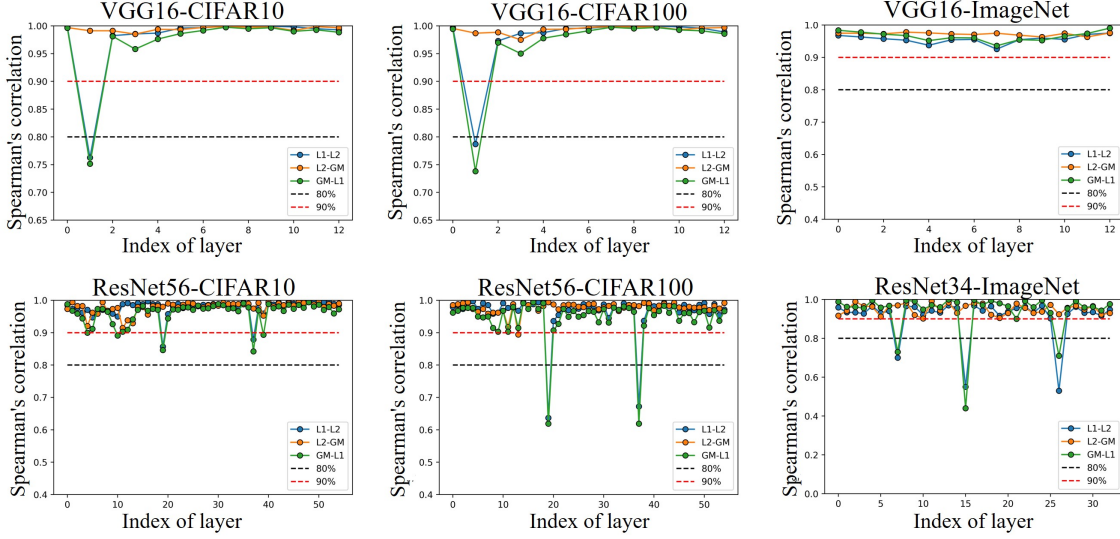 VGG16-CIFAR10
Spearman's correlation
1.00
0.95
0.90
0.85
0.80
0.75
0.70
0.65
L1-L2
L2-GM
GM-L1
80%
90%
0 2 4 6 8 10 12
Index of layer
VGG16-CIFAR100
Spearman's correlation
1.00
0.95
0.90
0.85
0.80
0.75
0.70
0.65
L1-L2
L2-GM
GM-L1
80%
90%
0 2 4 6 8 10 12
Index of layer
VGG16-ImageNet
Spearman's correlation
1.0
0.9
0.8
0.7
0.6
0.5
0.4
L1-L2
L2-GM
GM-L1
80%
90%
0 2 4 6 8 10 12
Index of layer
ResNet56-CIFAR10
Spearman's correlation
1.0
0.9
0.8
0.7
0.6
0.5
0.4
L1-L2
L2-GM
GM-L1
80%
90%
0 10 20 30 40 50
Index of layer
ResNet56-CIFAR100
Spearman's correlation
1.0
0.9
0.8
0.7
0.6
0.5
0.4
L1-L2
L2-GM
GM-L1
80%
90%
0 10 20 30 40 50
Index of layer
ResNet34-ImageNet
Spearman's correlation
1.0
0.8
0.6
0.4
0.2
0.0
L1-L2
L2-GM
GM-L1
80%
90%
0 5 10 15 20 25 30
Index of layer